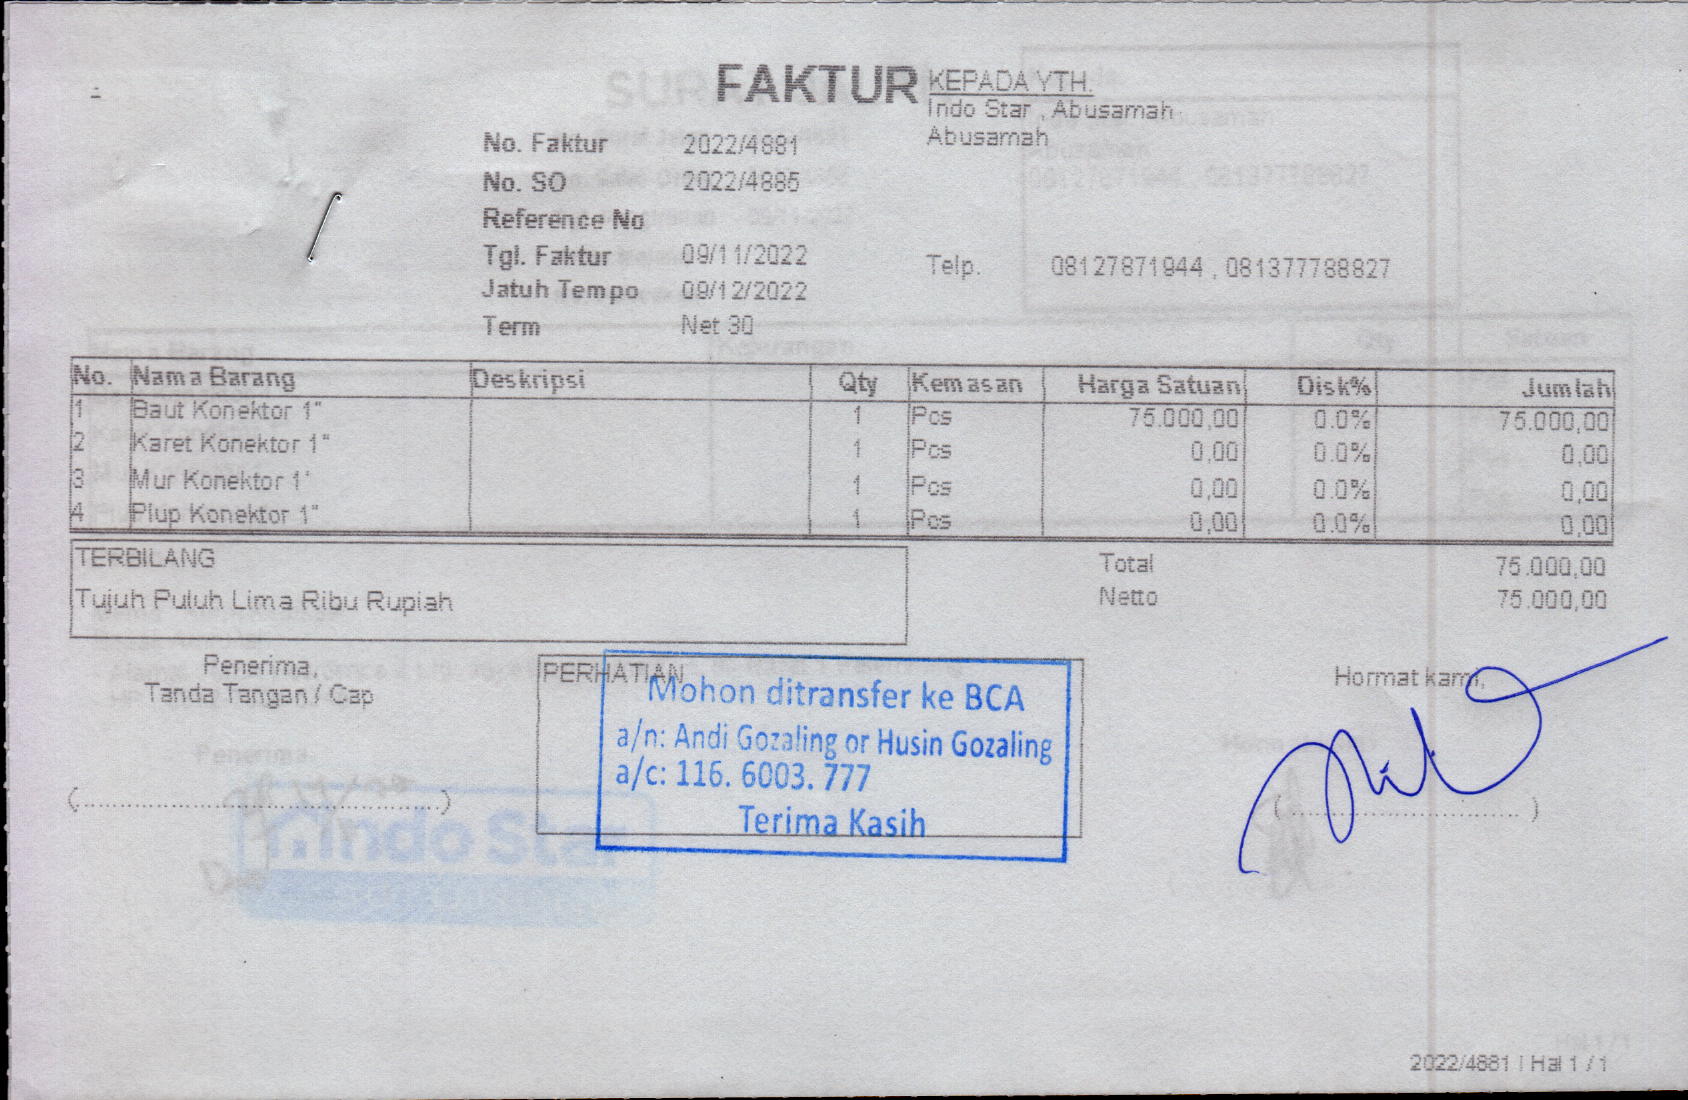 FAKTUR
KEPADA YTH.
Indo Star , Abusamah
Abusamah
No. Faktur 2022/4881
No. SO 2022/4885
Reference No
Tgl. Faktur 09/11/2022
Jatuh Tempo 09/12/2022
Term Net 30
Telp. 08127871944 , 081377788827
No. Nama Barang Deskripsi Qty Kemasan Harga Satuan Disk% Jumlah
1 Baut Konektor 1" 1 Pcs 75.000,00 0.0% 75.000,00
2 Karet Konektor 1" 1 Pcs 0,00 0.0% 0,00
3 Mur Konektor 1' 1 Pcs 0,00 0.0% 0,00
4 Plup Konektor 1" 1 Pcs 0,00 0.0% 0,00
TERBILANG
Tujuh Puluh Lima Ribu Rupiah
Total 75.000,00
Netto 75.000,00
Penerima,
Tanda Tangan / Cap
(......................................................)
PERHATIAN
Mohon ditransfer ke BCA
a/n: Andi Gozaling or Husin Gozaling
a/c: 116. 6003. 777
Terima Kasih
Hormat kami,
(......................................)
Indo Star
2022/4881 | Hal 1 / 1